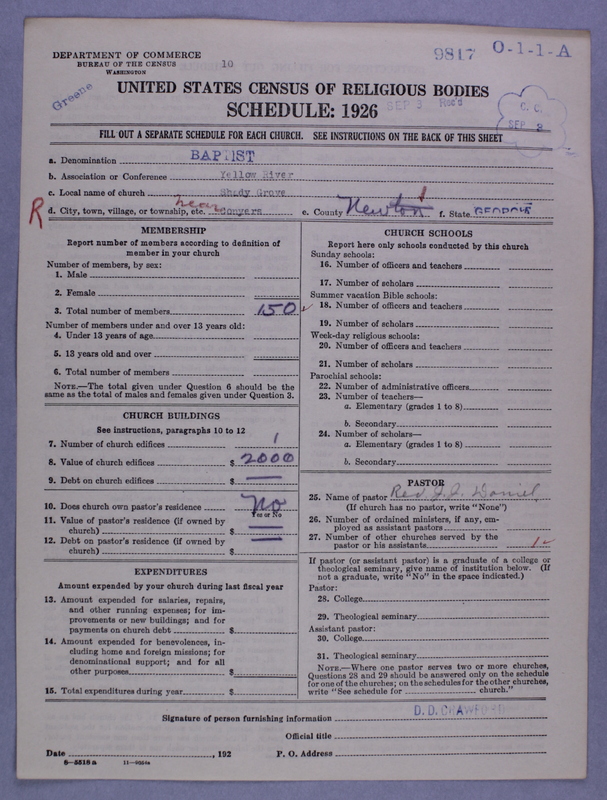 DEPARTMENT OF COMMERCE
BUREAU OF THE CENSUS
WASHINGTON
10
9817 O-1-1-A
Greene
UNITED STATES CENSUS OF RELIGIOUS BODIES
SCHEDULE: 1926
SEP 3 Rec'd
C. C.
SEP 3
FILL OUT A SEPARATE SCHEDULE FOR EACH CHURCH. SEE INSTRUCTIONS ON THE BACK OF THIS SHEET
a. Denomination BAPTIST
b. Association or Conference Yellow River
c. Local name of church Shady Grove
R d. City, town, village, or township, etc. near Conyers e. County Newton f. State GEORGIA
MEMBERSHIP
Report number of members according to definition of
member in your church
Number of members, by sex:
1. Male
2. Female
3. Total number of members 150
Number of members under and over 13 years old:
4. Under 13 years of age
5. 13 years old and over
6. Total number of members
NOTE.—The total given under Question 6 should be the
same as the total of males and females given under Question 3.
CHURCH BUILDINGS
See instructions, paragraphs 10 to 12
7. Number of church edifices 1
8. Value of church edifices $ 2000
9. Debt on church edifices $
10. Does church own pastor's residence No
Yes or No
11. Value of pastor's residence (if owned by
church) $
12. Debt on pastor's residence (if owned by
church) $
EXPENDITURES
Amount expended by your church during last fiscal year
13. Amount expended for salaries, repairs,
and other running expenses; for im-
provements or new buildings; and for
payments on church debt $
14. Amount expended for benevolences, in-
cluding home and foreign missions; for
denominational support; and for all
other purposes $
15. Total expenditures during year $
CHURCH SCHOOLS
Report here only schools conducted by this church
Sunday schools:
16. Number of officers and teachers
17. Number of scholars
Summer vacation Bible schools:
18. Number of officers and teachers
19. Number of scholars
Week-day religious schools:
20. Number of officers and teachers
21. Number of scholars
Parochial schools:
22. Number of administrative officers
23. Number of teachers—
a. Elementary (grades 1 to 8)
b. Secondary
24. Number of scholars—
a. Elementary (grades 1 to 8)
b. Secondary
PASTOR
25. Name of pastor Rev. J. J. Daniel
(If church has no pastor, write "None")
26. Number of ordained ministers, if any, em-
ployed as assistant pastors
27. Number of other churches served by the
pastor or his assistants 1
If pastor (or assistant pastor) is a graduate of a college or
theological seminary, give name of institution below. (If
not a graduate, write "No" in the space indicated.)
Pastor:
28. College
29. Theological seminary
Assistant pastor:
30. College
31. Theological seminary
NOTE.—Where one pastor serves two or more churches,
Questions 28 and 29 should be answered only on the schedule
for one of the churches; on the schedules for the other churches,
write "See schedule for church."
Signature of person furnishing information D. D. CRAWFORD
Official title
Date , 192 P. O. Address
8-5518 a 11-9054a